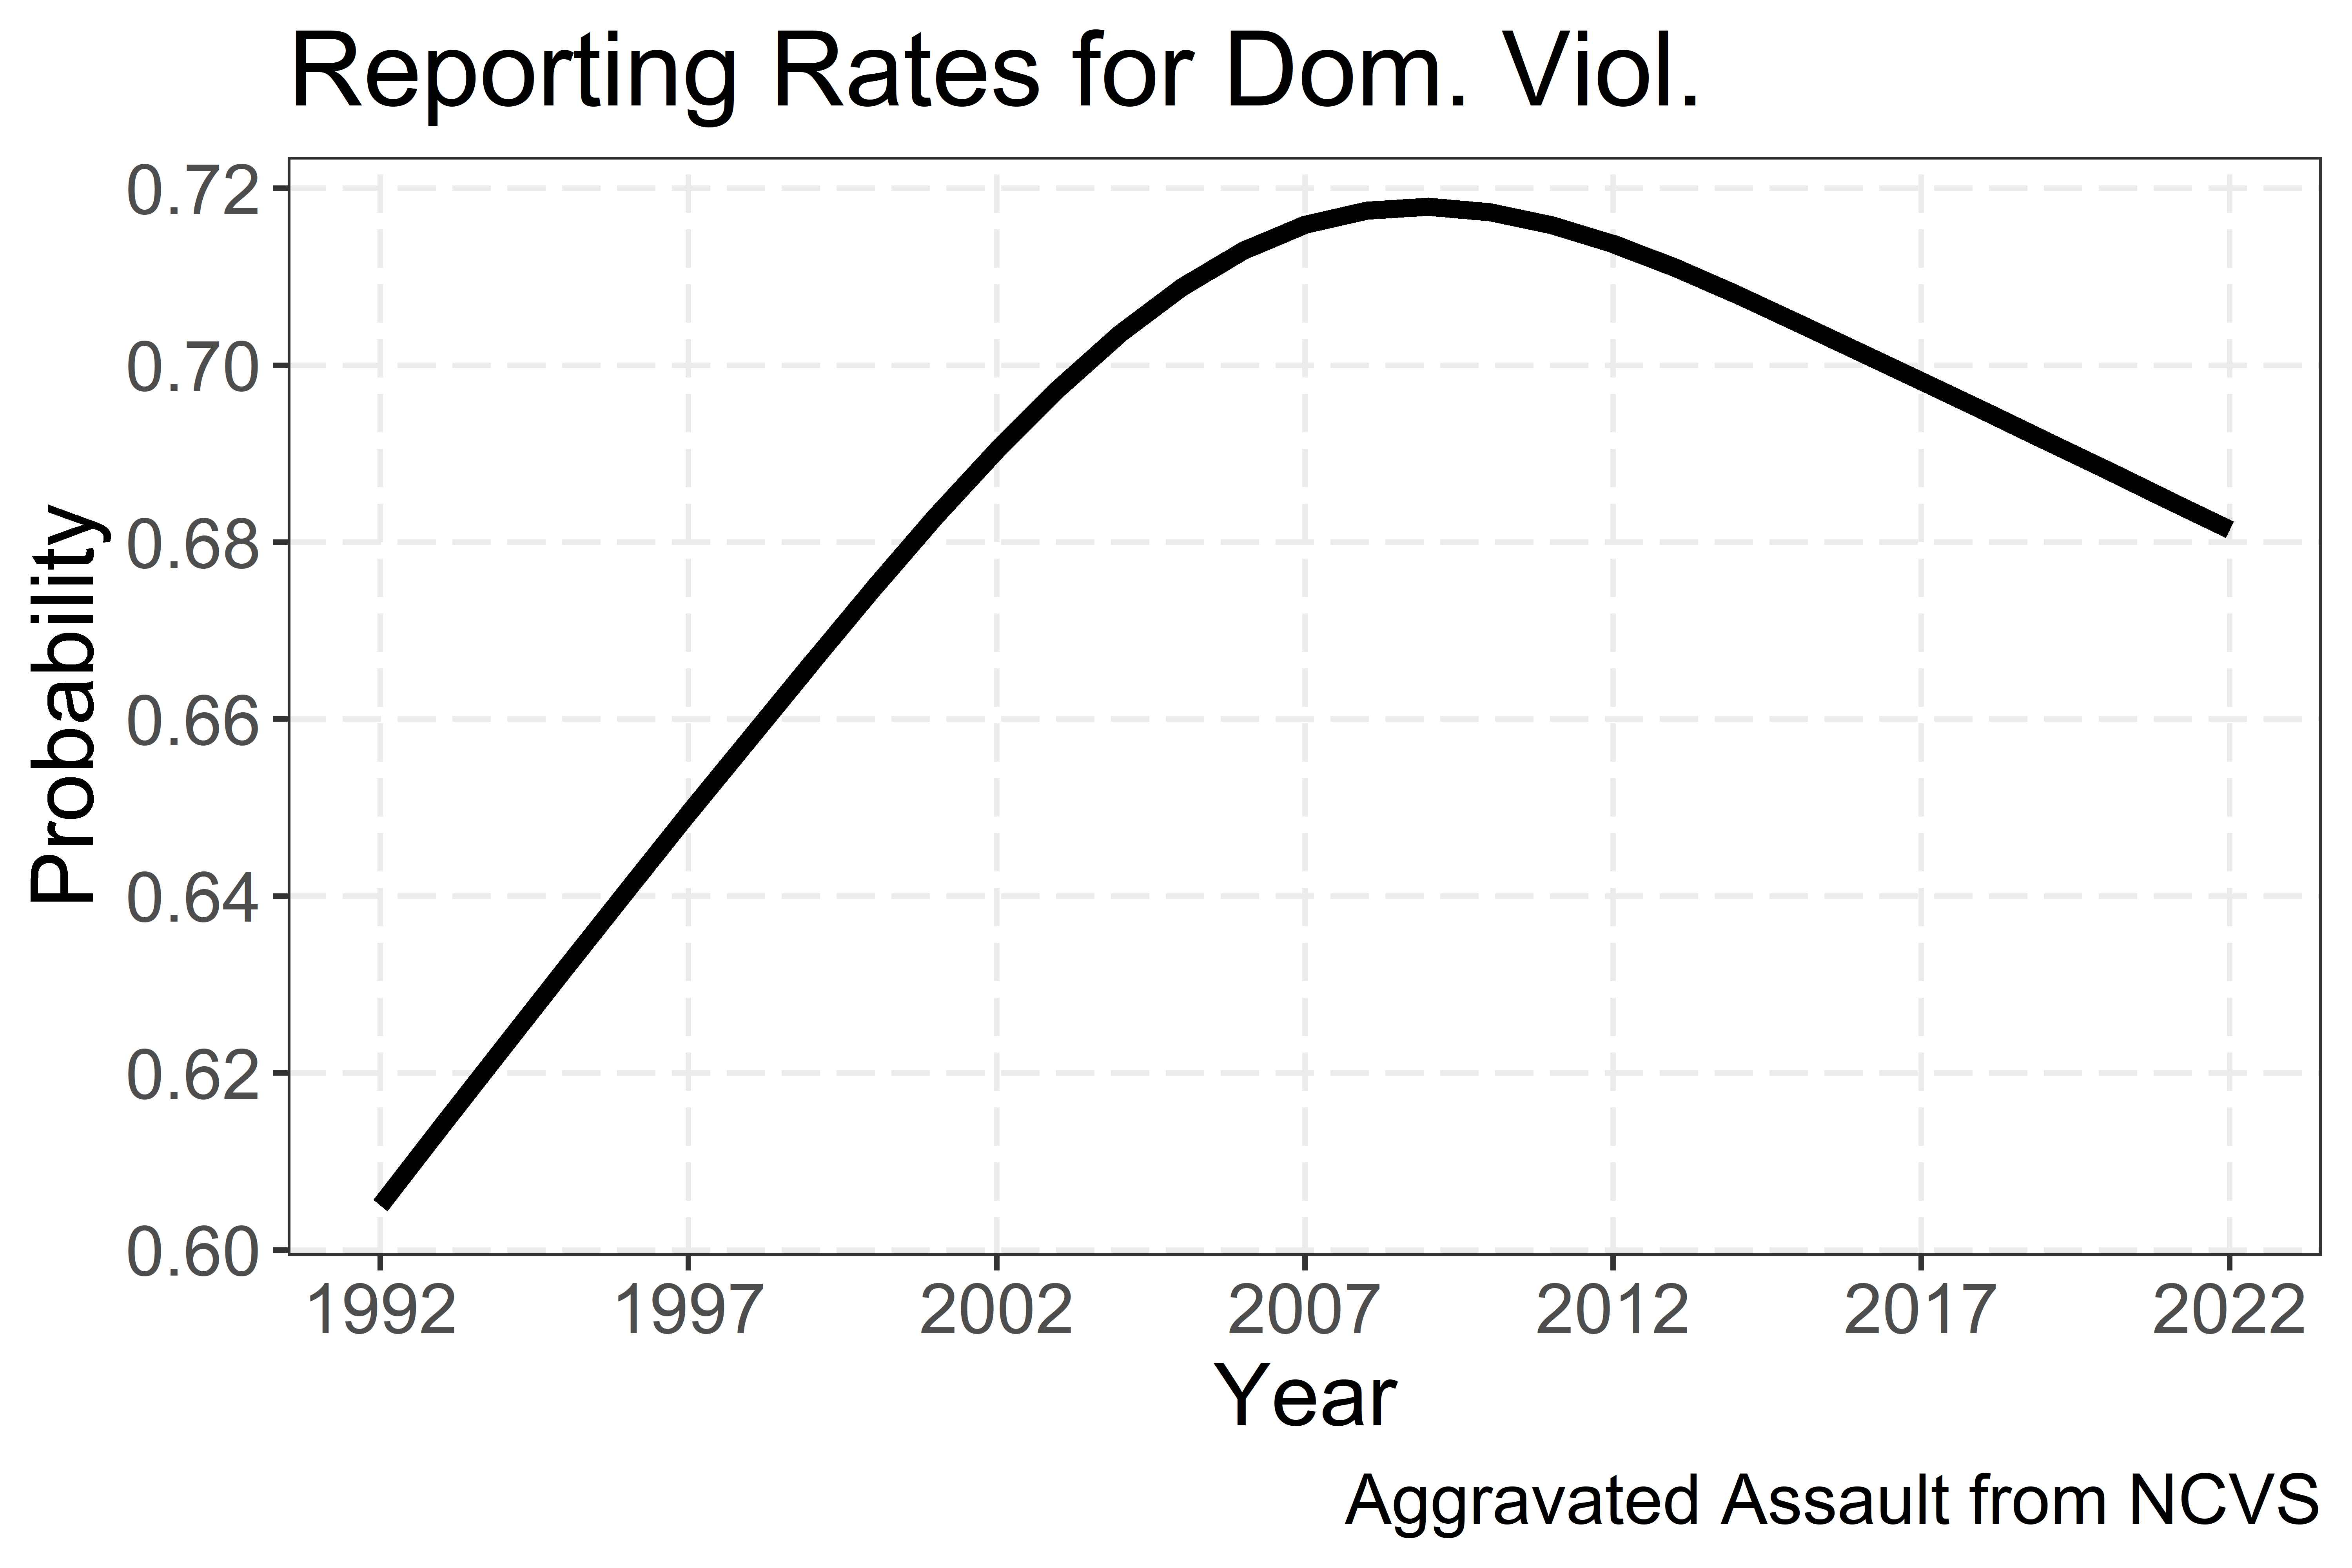 Reporting Rates for Dom. Viol.
0.72
0.70
0.68
0.66
0.64
0.62
0.60
Probability
1992 1997 2002 2007 2012 2017 2022
Year
Aggravated Assault from NCVS